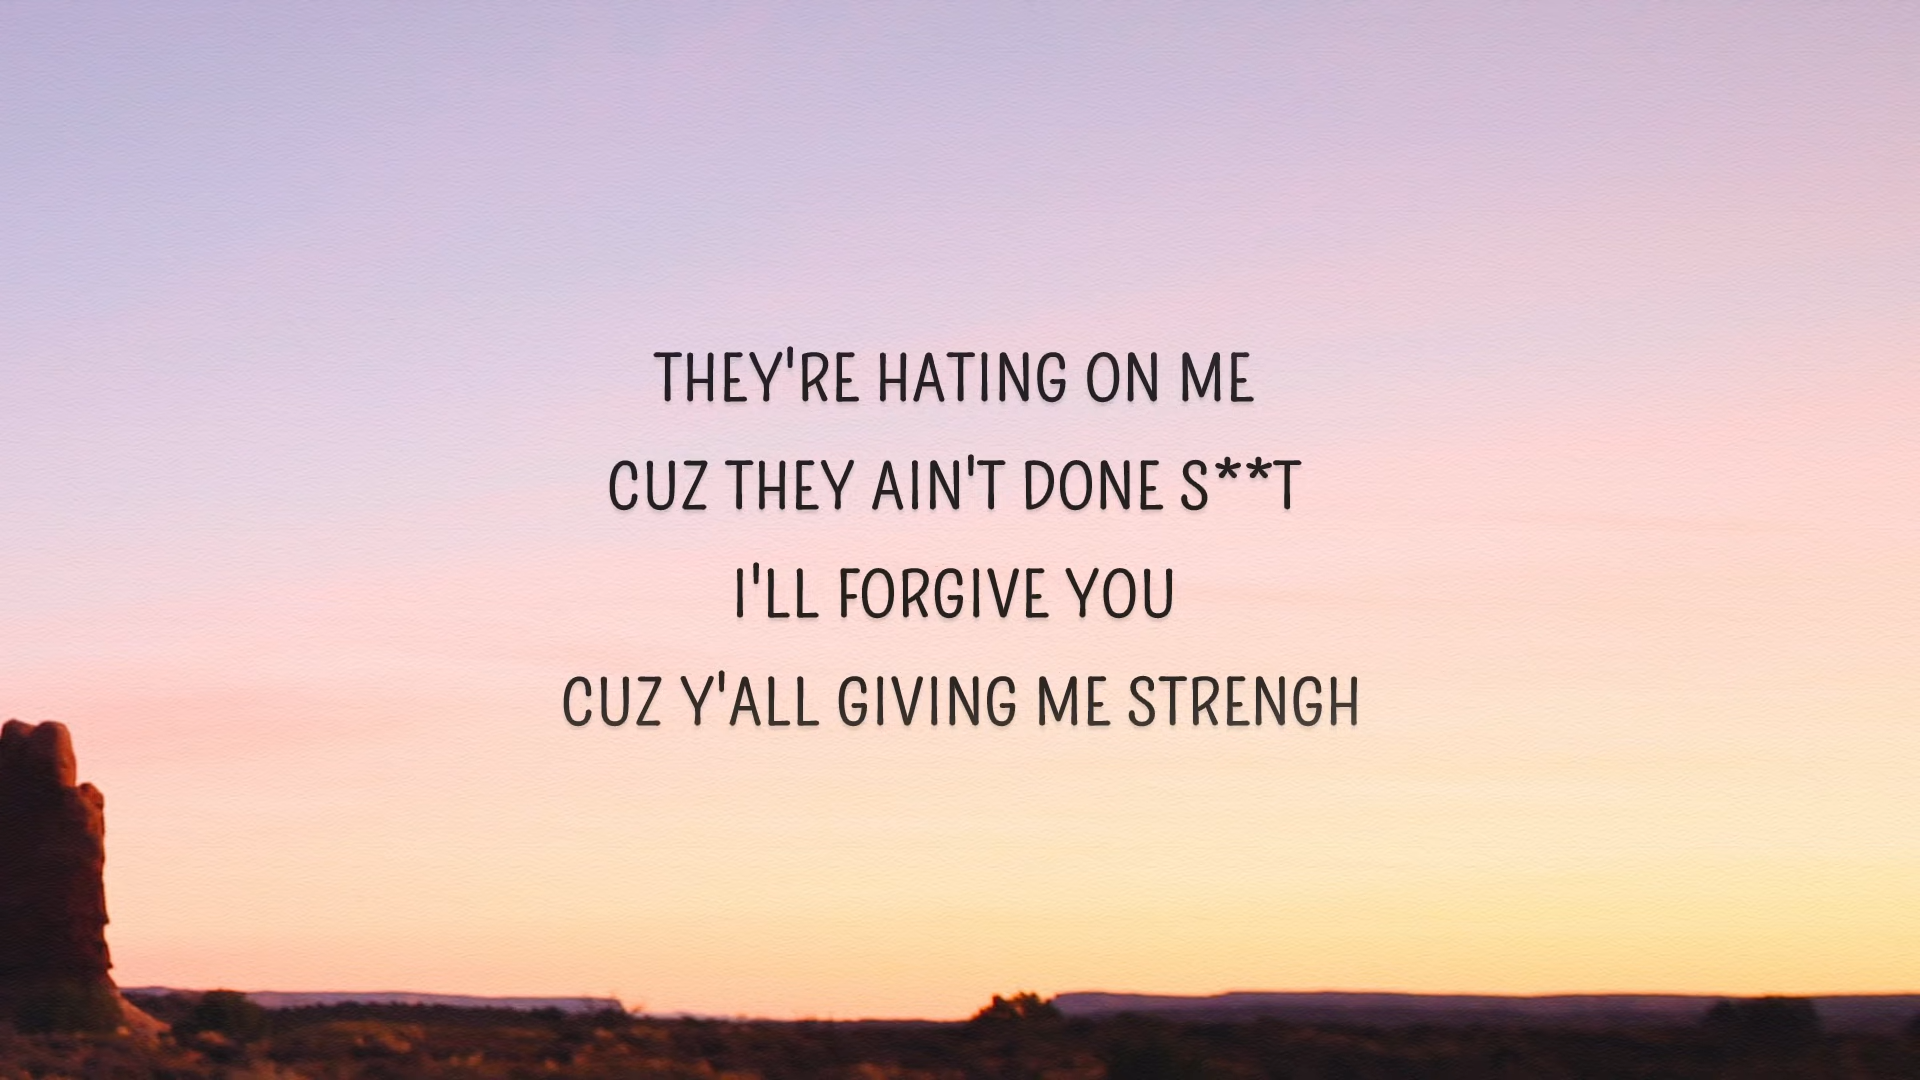 THEY'RE HATING ON ME
CUZ THEY AIN'T DONE S**T
I'LL FORGIVE YOU
CUZ Y'ALL GIVING ME STRENGH